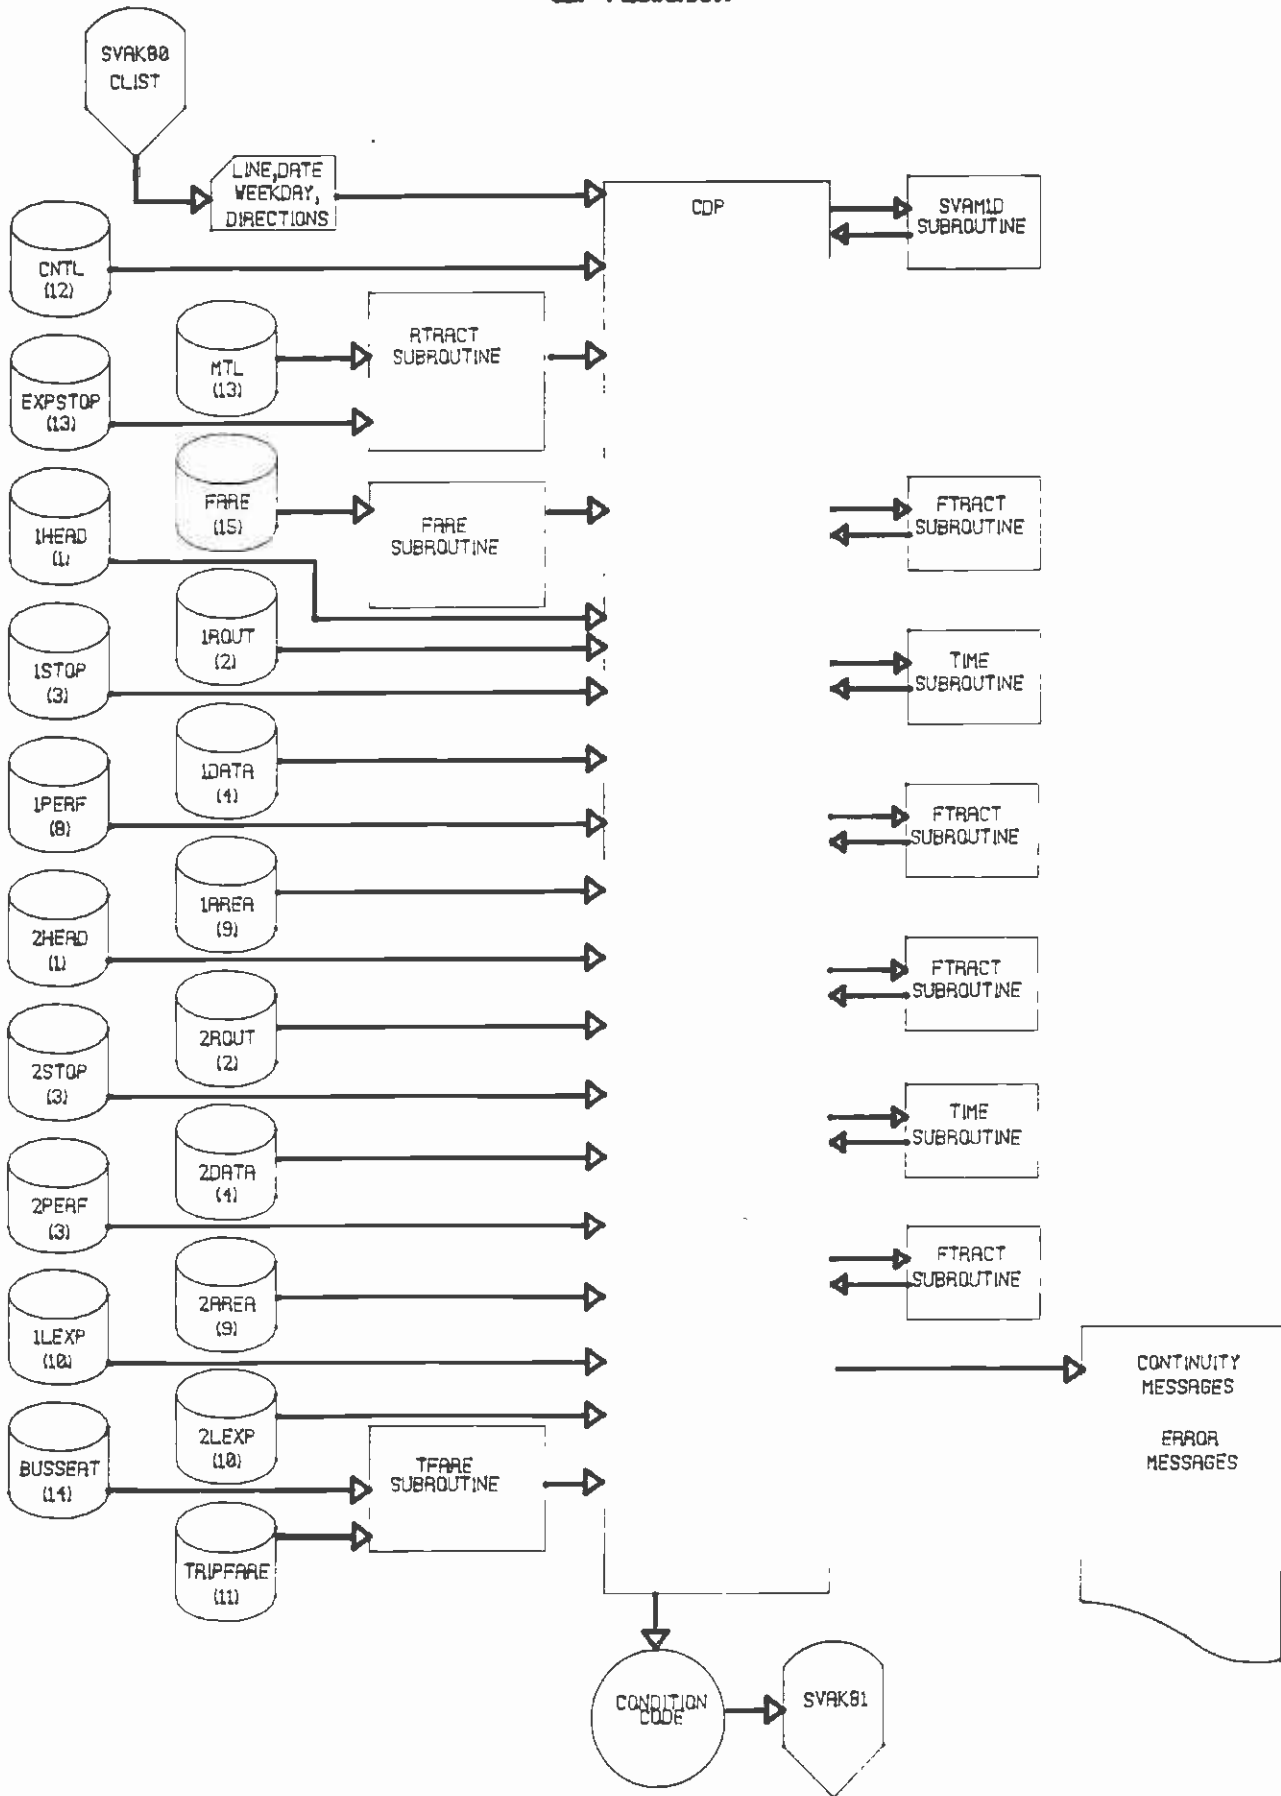 SVAK80
CLIST
LINE,DATE
WEEKDAY,
DIRECTIONS
CDP
SVAM1D
SUBROUTINE
CNTL
(12)
MTL
(13)
RTRACT
SUBROUTINE
EXPSTOP
(13)
FARE
(15)
FARE
SUBROUTINE
FTRACT
SUBROUTINE
1HEAD
(1)
1ROUT
(2)
1STOP
(3)
TIME
SUBROUTINE
1DATA
(4)
1PERF
(8)
FTRACT
SUBROUTINE
1AREA
(9)
2HEAD
(1)
FTRACT
SUBROUTINE
2ROUT
(2)
2STOP
(3)
TIME
SUBROUTINE
2DATA
(4)
2PERF
(3)
FTRACT
SUBROUTINE
2AREA
(9)
1LEXP
(10)
CONTINUITY
MESSAGES
ERROR
MESSAGES
2LEXP
(10)
BUSSEAT
(14)
TFARE
SUBROUTINE
TRIPFARE
(11)
CONDITION
CODE
SVAK81